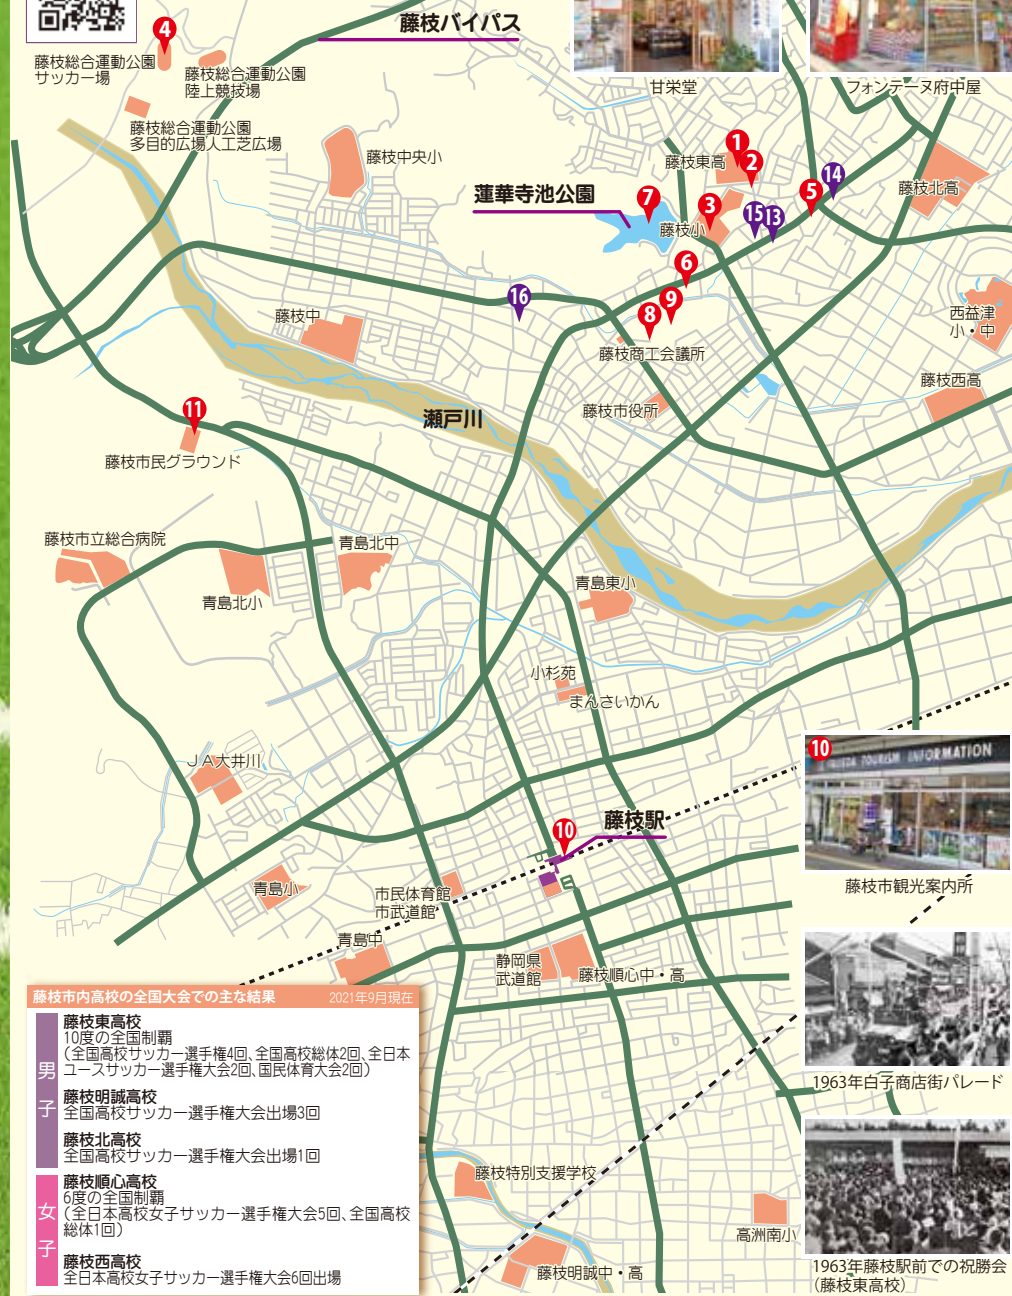 藤枝バイパス
4
藤枝総合運動公園
サッカー場
藤枝総合運動公園
陸上競技場
藤枝総合運動公園
多目的広場人工芝広場
甘栄堂
フォンテーヌ府中屋
藤枝中央小
藤枝東高
1
2
14
藤枝北高
蓮華寺池公園
7
3
5
15
13
藤枝小
6
16
9
8
藤枝中
西益津
小・中
藤枝商工会議所
藤枝西高
藤枝市役所
瀬戸川
11
藤枝市民グラウンド
藤枝市立総合病院
青島北中
青島北小
青島東小
小杉苑
まんさいかん
JA大井川
10
TOURISM INFORMATION
藤枝駅
10
藤枝市観光案内所
青島小
市民体育館
市武道館
青島中
静岡県
武道館
藤枝順心中・高
1963年白子商店街パレード
藤枝特別支援学校
高洲南小
藤枝明誠中・高
1963年藤枝駅前での祝勝会
（藤枝東高校）
藤枝市内高校の全国大会での主な結果 2021年9月現在
男子
藤枝東高校
10度の全国制覇
（全国高校サッカー選手権4回、全国高校総体2回、全日本
ユースサッカー選手権大会2回、国民体育大会2回）
藤枝明誠高校
全国高校サッカー選手権大会出場3回
藤枝北高校
全国高校サッカー選手権大会出場1回
女子
藤枝順心高校
6度の全国制覇
（全日本高校女子サッカー選手権大会5回、全国高校
総体1回）
藤枝西高校
全日本高校女子サッカー選手権大会6回出場